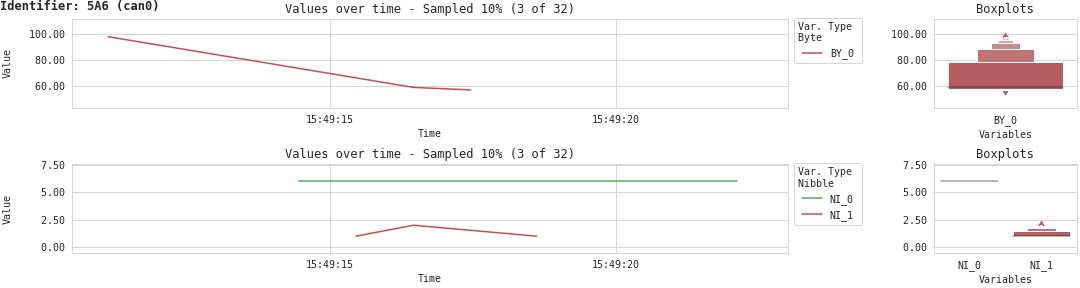 Identifier: 5A6 (can0)
Values over time - Sampled 10% (3 of 32)
Boxplots
100.00
80.00
60.00
Value
15:49:15
15:49:20
Time
Var. Type
Byte
BY_0
100.00
80.00
60.00
BY_0
Variables
Values over time - Sampled 10% (3 of 32)
Boxplots
7.50
5.00
2.50
0.00
Value
15:49:15
15:49:20
Time
Var. Type
Nibble
NI_0
NI_1
7.50
5.00
2.50
0.00
NI_0
NI_1
Variables